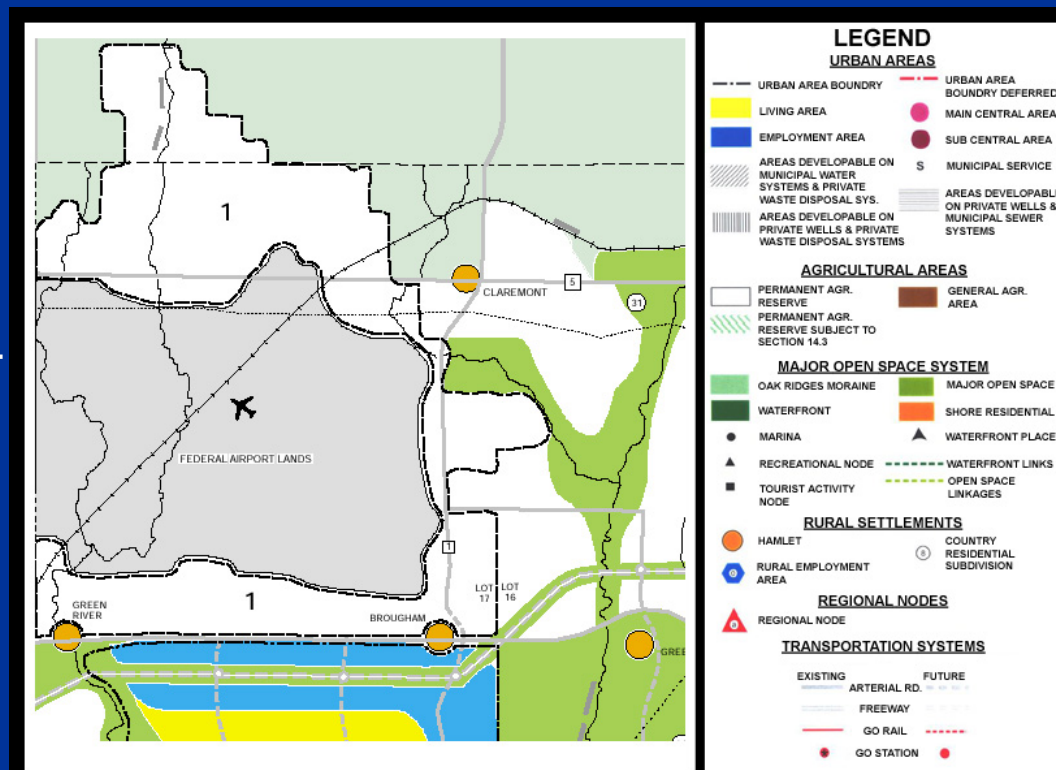 1
CLAREMONT
5
31
FEDERAL AIRPORT LANDS
1
LOT LOT
17 16
GREEN
RIVER
1
BROUGHAM
GREE
LEGEND
URBAN AREAS
URBAN AREA BOUNDRY
URBAN AREA
BOUNDRY DEFERRED
LIVING AREA
MAIN CENTRAL AREA
EMPLOYMENT AREA
SUB CENTRAL AREA
AREAS DEVELOPABLE ON
MUNICIPAL WATER
SYSTEMS & PRIVATE
WASTE DISPOSAL SYS.
S MUNICIPAL SERVICE
AREAS DEVELOPABLE ON
PRIVATE WELLS & PRIVATE
WASTE DISPOSAL SYSTEMS
AREAS DEVELOPABLE
ON PRIVATE WELLS &
MUNICIPAL SEWER
SYSTEMS
AGRICULTURAL AREAS
PERMANENT AGR.
RESERVE
GENERAL AGR.
AREA
PERMANENT AGR.
RESERVE SUBJECT TO
SECTION 14.3
MAJOR OPEN SPACE SYSTEM
OAK RIDGES MORAINE
MAJOR OPEN SPACE
WATERFRONT
SHORE RESIDENTIAL
MARINA
WATERFRONT PLACE
RECREATIONAL NODE
WATERFRONT LINKS
TOURIST ACTIVITY
NODE
OPEN SPACE
LINKAGES
RURAL SETTLEMENTS
HAMLET
COUNTRY
RESIDENTIAL
SUBDIVISION
RURAL EMPLOYMENT
AREA
REGIONAL NODES
a REGIONAL NODE
TRANSPORTATION SYSTEMS
EXISTING FUTURE
ARTERIAL RD.
FREEWAY
GO RAIL
GO STATION